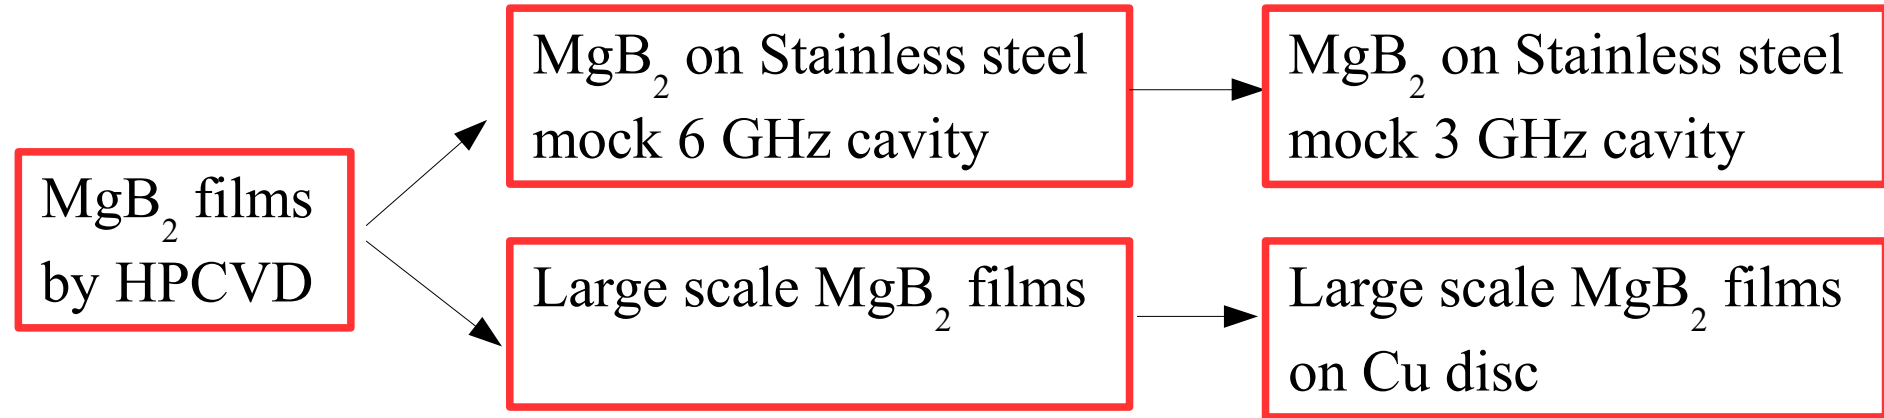 MgB₂ films
by HPCVD
MgB₂ on Stainless steel
mock 6 GHz cavity
MgB₂ on Stainless steel
mock 3 GHz cavity
Large scale MgB₂ films
Large scale MgB₂ films
on Cu disc